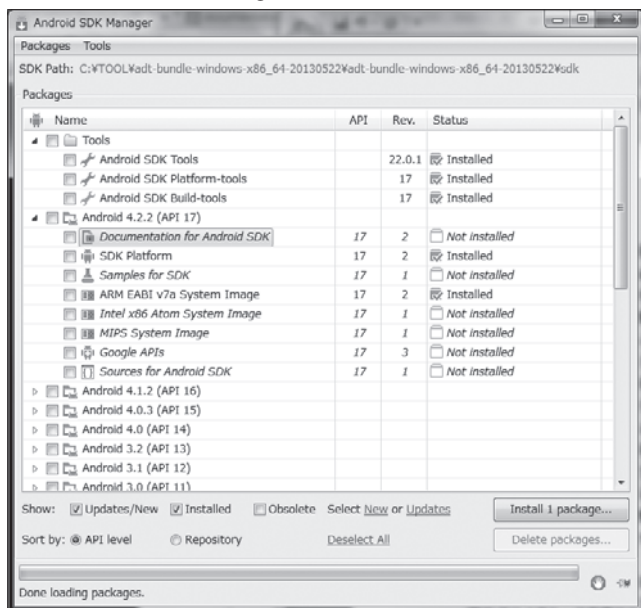 Android SDK Manager
Packages Tools
SDK Path: C:¥TOOL¥adt-bundle-windows-x86_64-20130522¥adt-bundle-windows-x86_64-20130522¥sdk
Packages
Name API Rev. Status
Tools
Android SDK Tools 22.0.1 Installed
Android SDK Platform-tools 17 Installed
Android SDK Build-tools 17 Installed
Android 4.2.2 (API 17)
Documentation for Android SDK 17 2 Not installed
SDK Platform 17 2 Installed
Samples for SDK 17 1 Not installed
ARM EABI v7a System Image 17 2 Installed
Intel x86 Atom System Image 17 1 Not installed
MIPS System Image 17 1 Not installed
Google APIs 17 3 Not installed
Sources for Android SDK 17 1 Not installed
Android 4.1.2 (API 16)
Android 4.0.3 (API 15)
Android 4.0 (API 14)
Android 3.2 (API 13)
Android 3.1 (API 12)
Android 3.0 (API 11)
Show: Updates/New Installed Obsolete Select New or Updates Install 1 package...
Sort by: API level Repository Deselect All Delete packages...
Done loading packages.